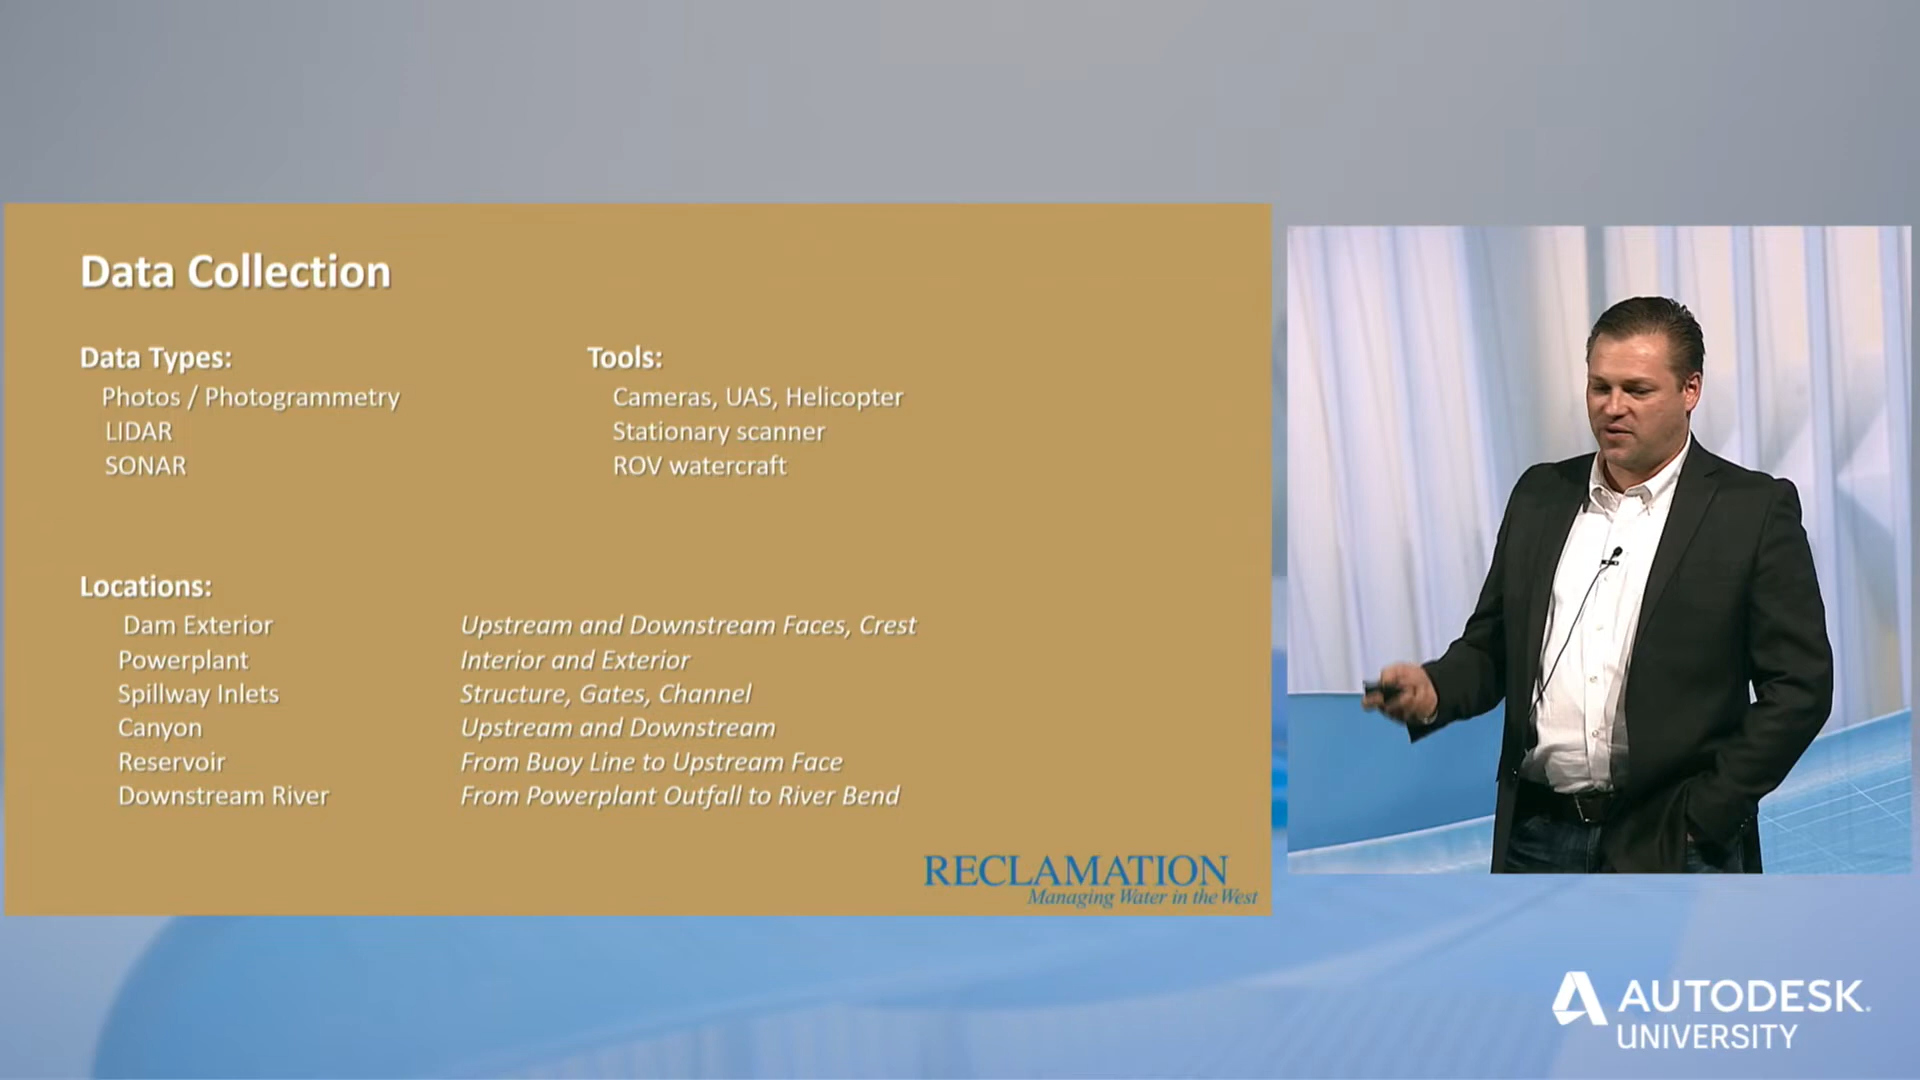 Data Collection
Data Types:
Photos / Photogrammetry
LIDAR
SONAR
Tools:
Cameras, UAS, Helicopter
Stationary scanner
ROV watercraft
Locations:
Dam Exterior Upstream and Downstream Faces, Crest
Powerplant Interior and Exterior
Spillway Inlets Structure, Gates, Channel
Canyon Upstream and Downstream
Reservoir From Buoy Line to Upstream Face
Downstream River From Powerplant Outfall to River Bend
RECLAMATION
Managing Water in the West
AUTODESK.
UNIVERSITY